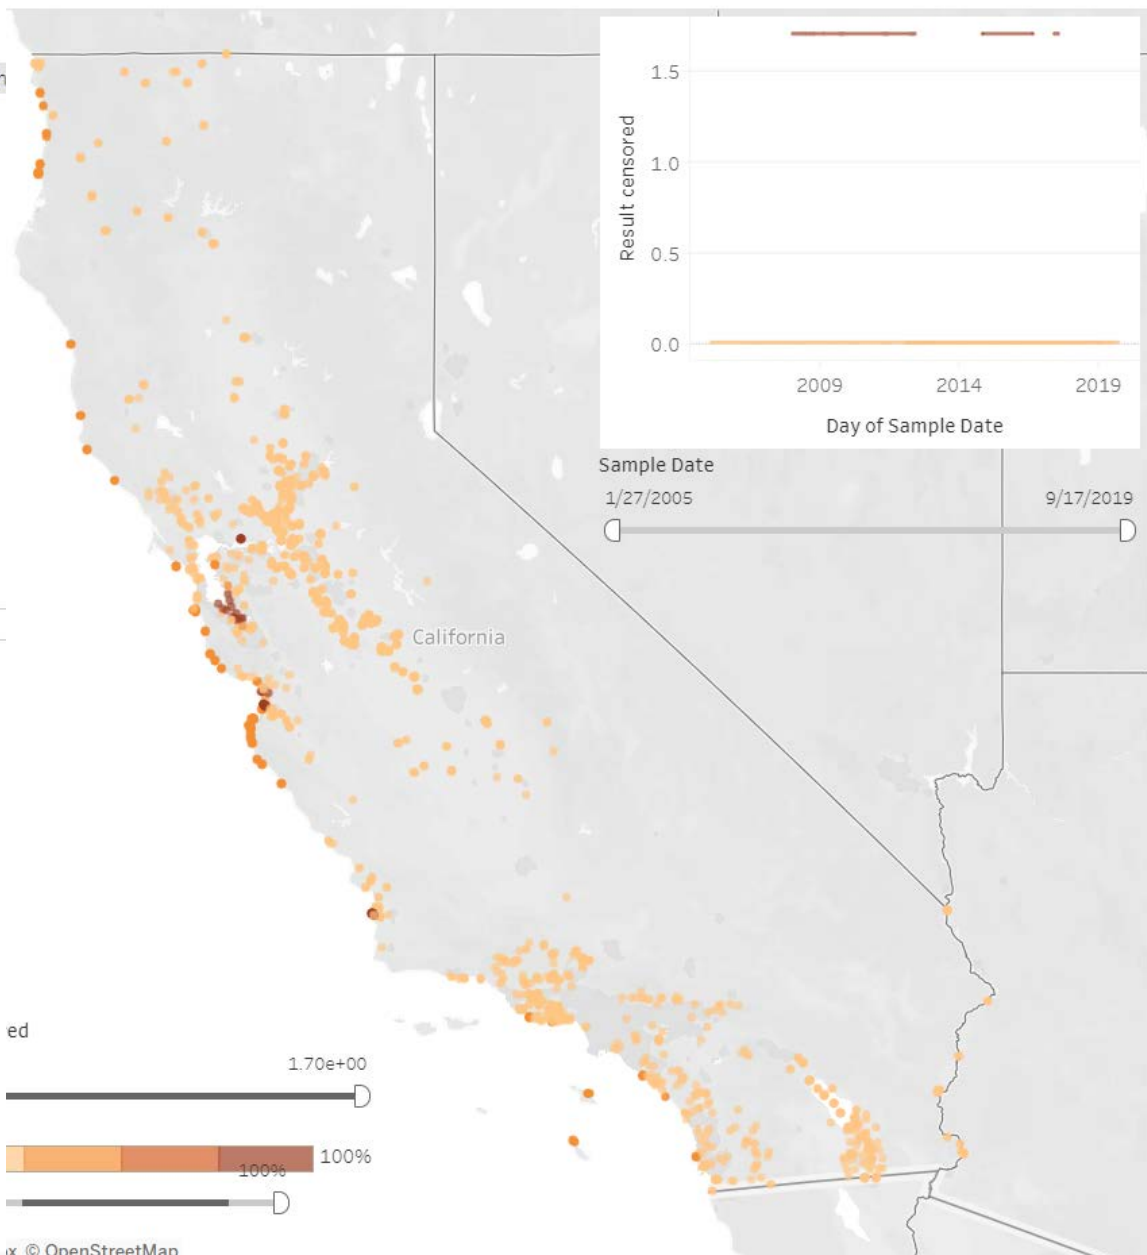 1.5
1.0
0.5
0.0
Result censored
2009 2014 2019
Day of Sample Date
Sample Date
1/27/2005 9/17/2019
California
ed
1.70e+00
100%
100%
© OpenStreetMap